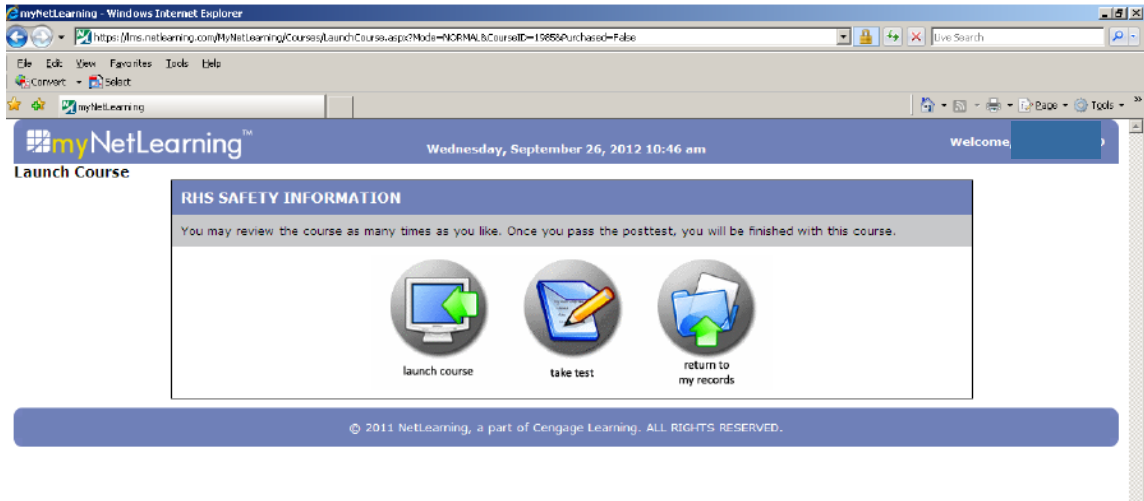 myNetLearning - Windows Internet Explorer
https://lms.netlearning.com/MyNetLearning/Courses/LaunchCourse.aspx?Mode=NORMAL&CourseID=1985&Purchased=False
Live Search
File Edit View Favorites Tools Help
Convert Select
myNetLearning
Page Tools
myNetLearning™
Wednesday, September 26, 2012 10:46 am
Welcome,
Launch Course
RHS SAFETY INFORMATION
You may review the course as many times as you like. Once you pass the posttest, you will be finished with this course.
launch course
take test
return to
my records
© 2011 NetLearning, a part of Cengage Learning. ALL RIGHTS RESERVED.